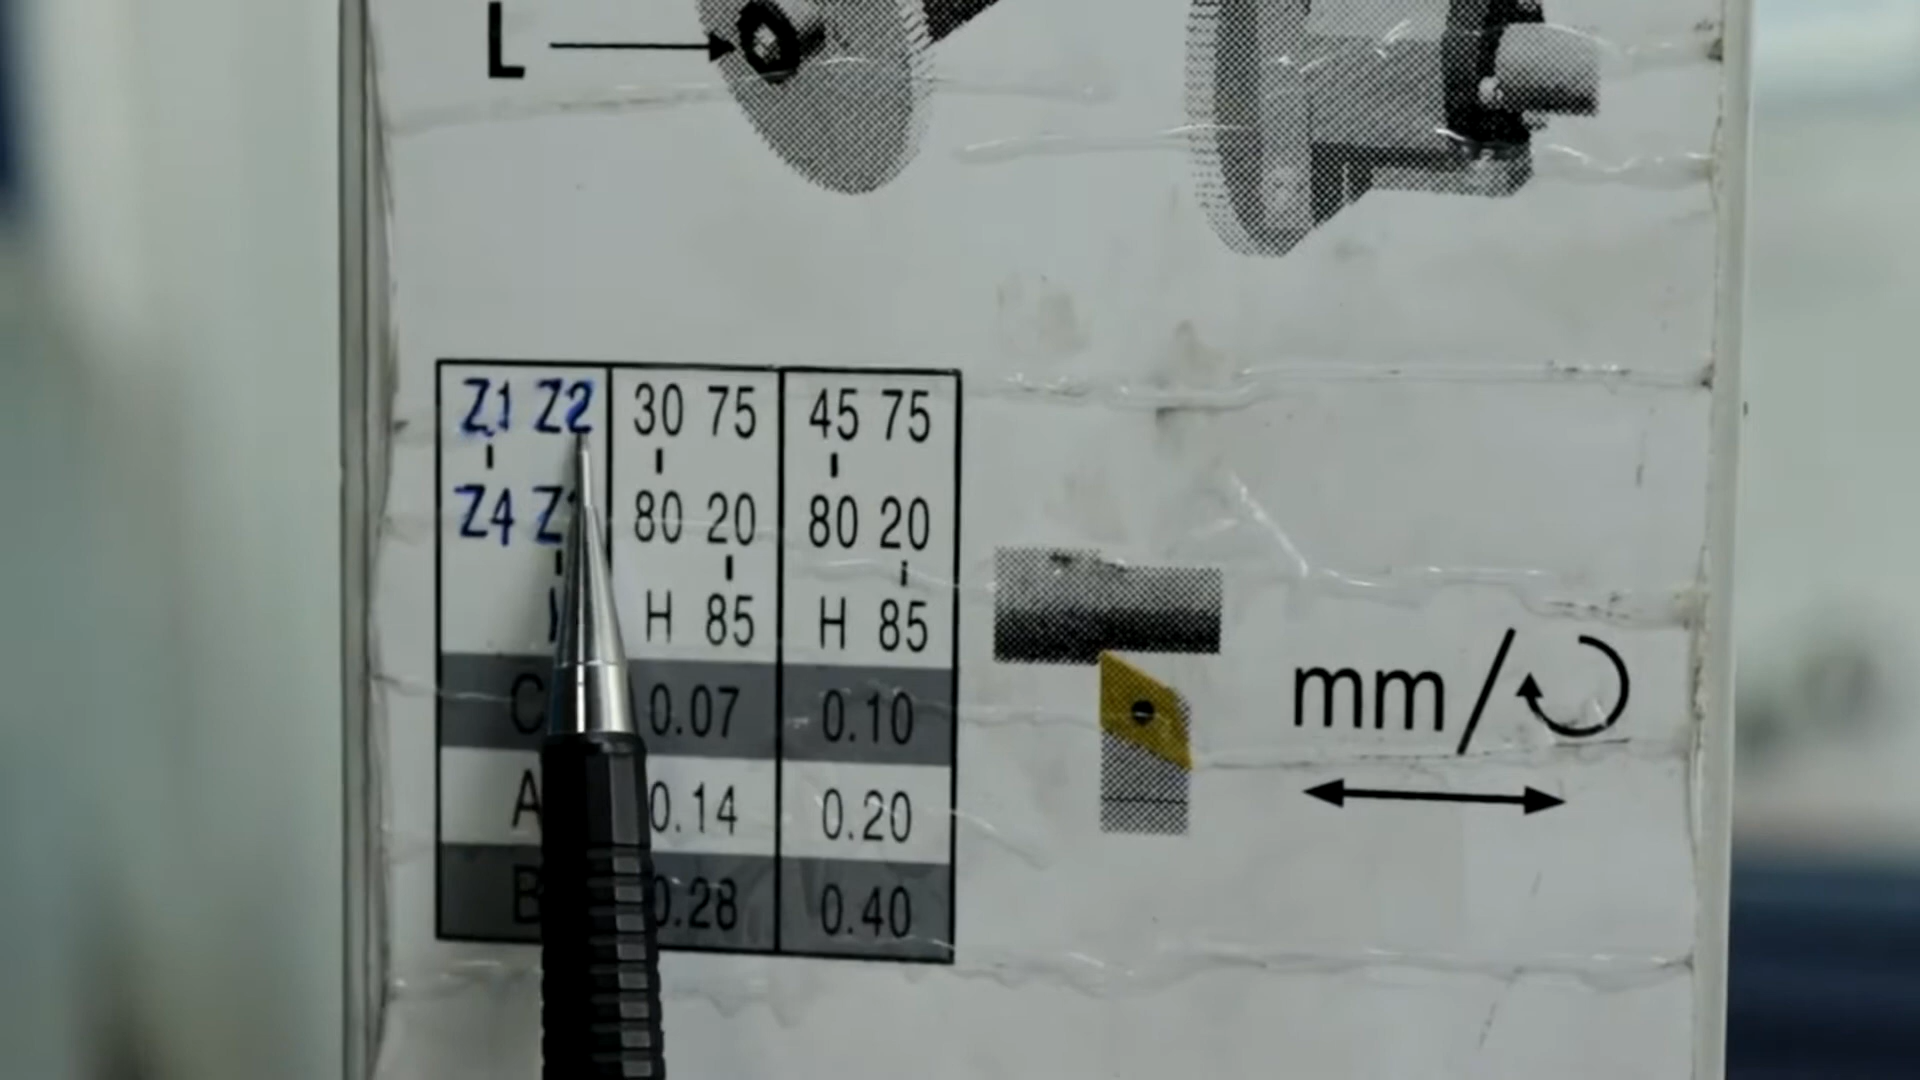 L
Z1 Z2 30 75 45 75
Z4 80 20 80 20
H 85 H 85
C 0.07 0.10
A 0.14 0.20
B 0.28 0.40
mm/